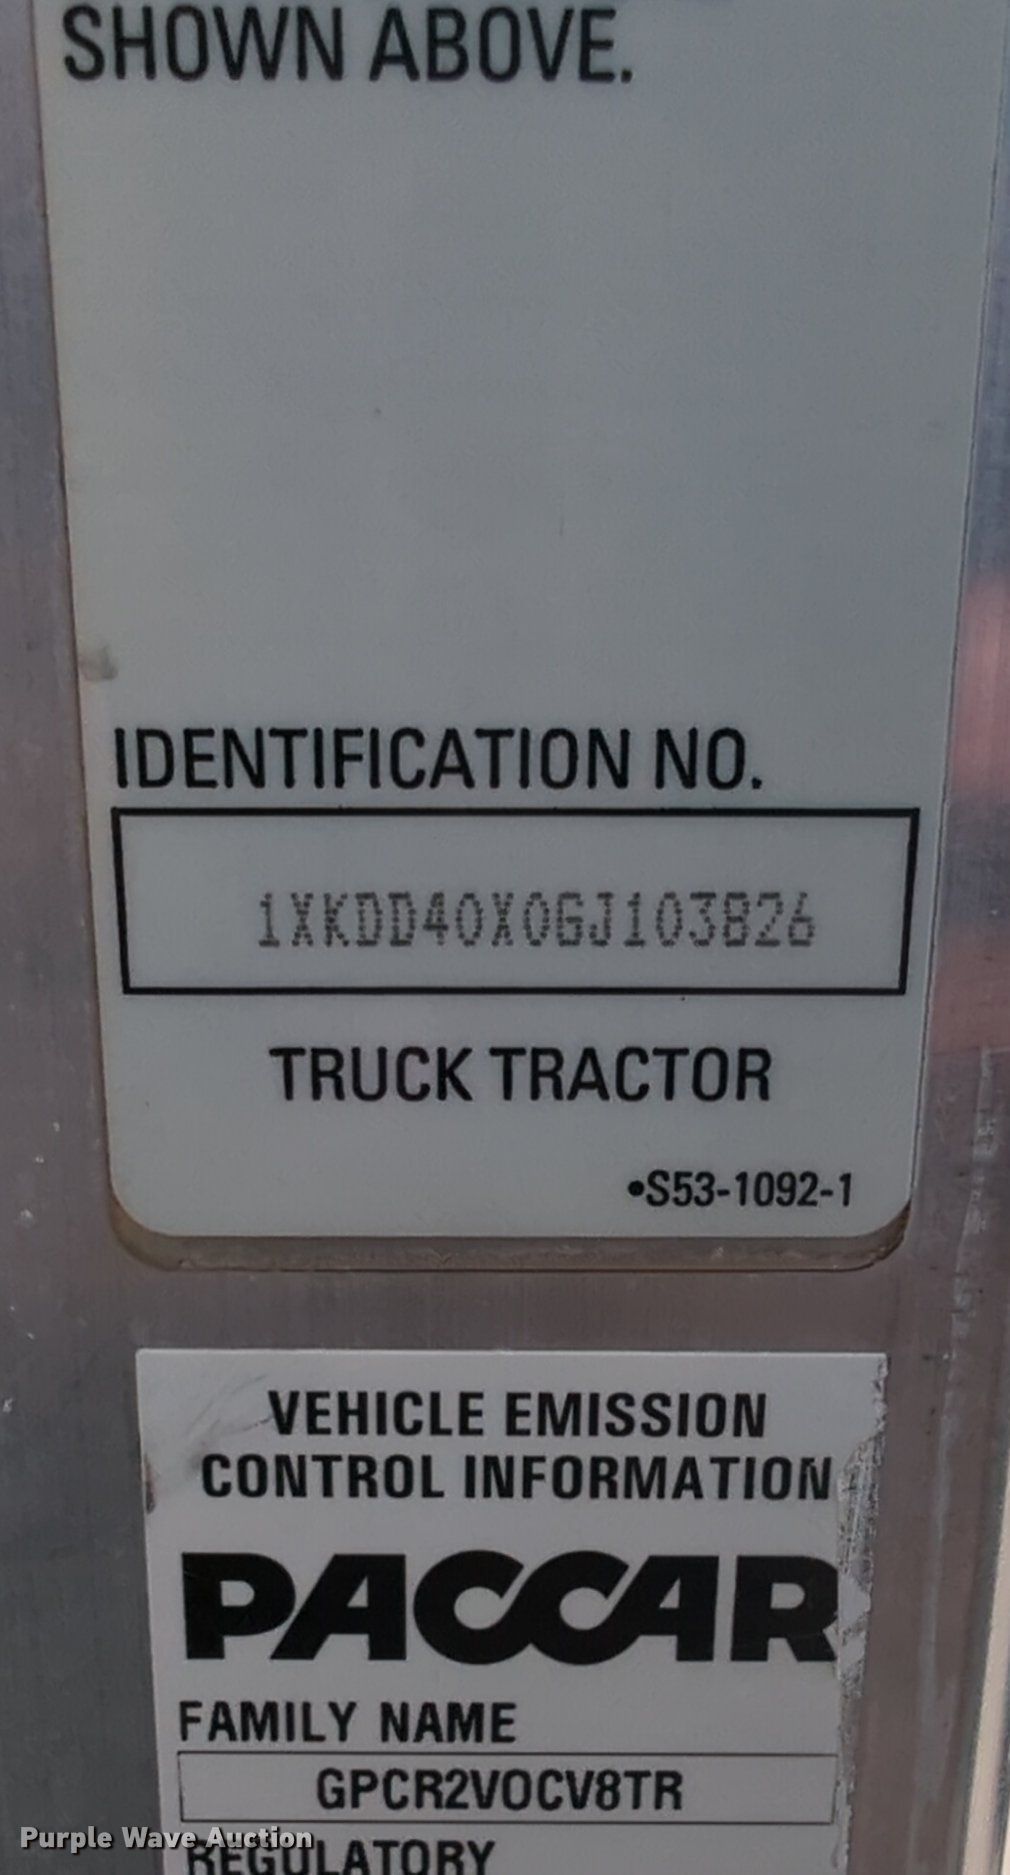 SHOWN ABOVE.
IDENTIFICATION NO.
1XKDD40X0GJ103826
TRUCK TRACTOR
•S53-1092-1
VEHICLE EMISSION
CONTROL INFORMATION
PACCAR
FAMILY NAME
GPCR2VOCV8TR
REGULATORY
Purple Wave Auction